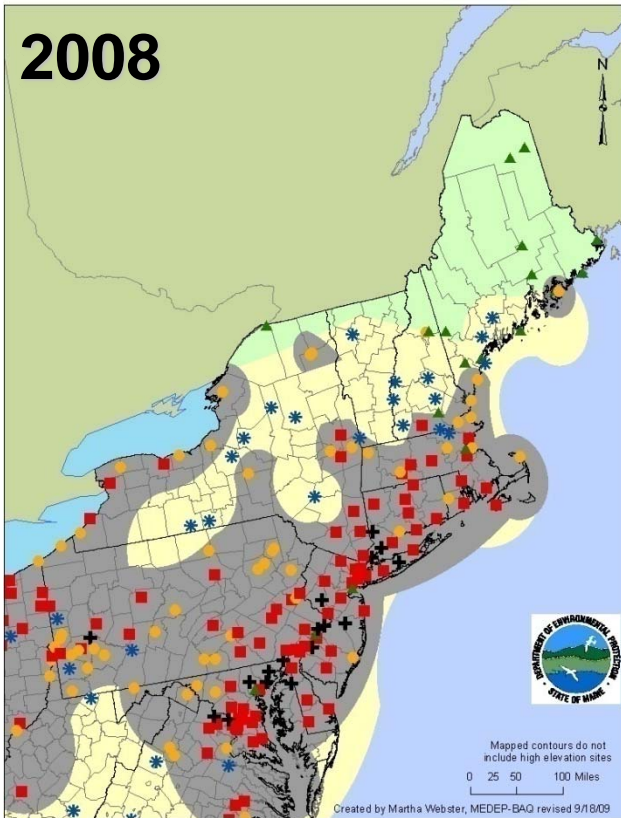 2008
N
DEPARTMENT OF ENVIRONMENTAL PROTECTION
STATE OF MAINE
Mapped contours do not
include high elevation sites
0 25 50 100 Miles
Created by Martha Webster, MEDEP-BAQ revised 9/18/09